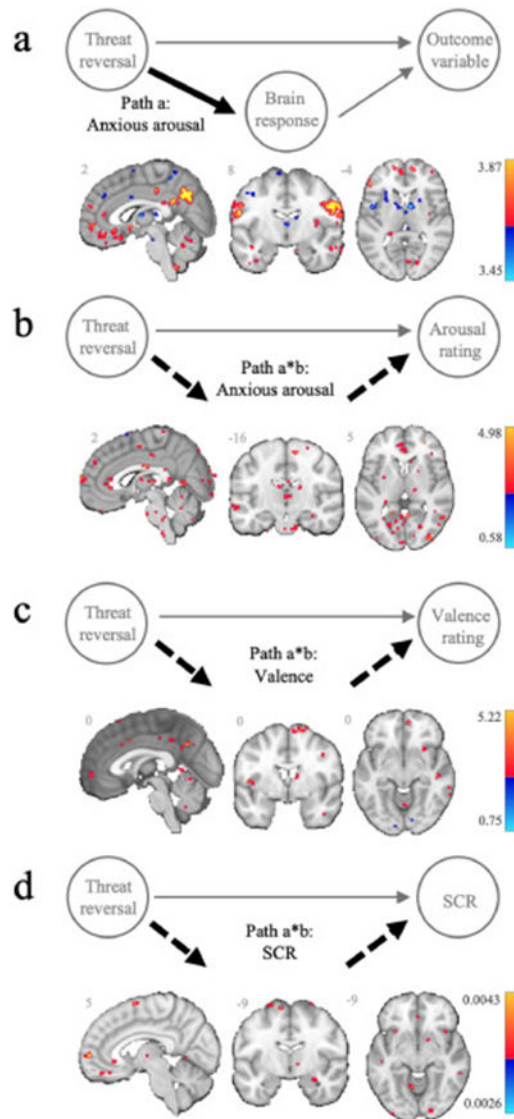 a
Threat
reversal
Outcome
variable
Path a:
Anxious arousal
Brain
response
2
8
-4
3.87
3.45
b
Threat
reversal
Arousal
rating
Path a*b:
Anxious arousal
2
-16
5
4.98
0.58
c
Threat
reversal
Valence
rating
Path a*b:
Valence
0
0
0
5.22
0.75
d
Threat
reversal
SCR
Path a*b:
SCR
5
-9
-9
0.0043
0.0026